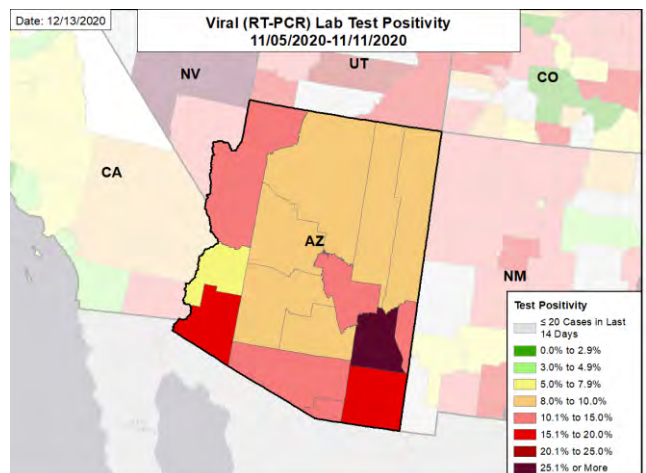 Date: 12/13/2020
Viral (RT-PCR) Lab Test Positivity
11/05/2020-11/11/2020
NV
UT
CO
CA
AZ
NM
Test Positivity
≤ 20 Cases in Last
14 Days
0.0% to 2.9%
3.0% to 4.9%
5.0% to 7.9%
8.0% to 10.0%
10.1% to 15.0%
15.1% to 20.0%
20.1% to 25.0%
25.1% or More